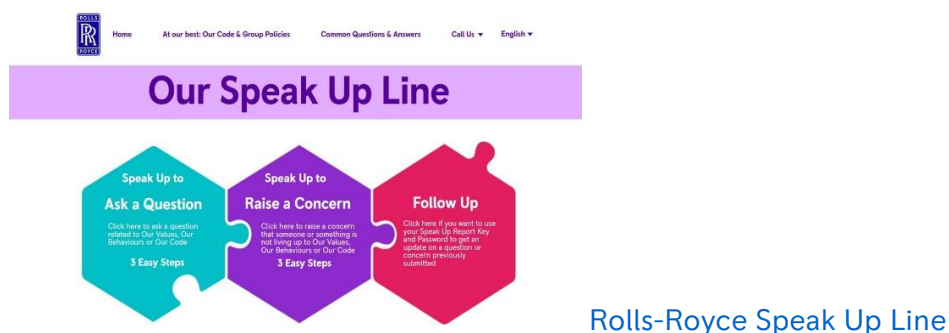 ROLLS
RR
ROYCE
Home
At our best: Our Code & Group Policies
Common Questions & Answers
Call Us
English
Our Speak Up Line
Speak Up to
Ask a Question
Click here to ask a question
related to Our Values, Our
Behaviours or Our Code
3 Easy Steps
Speak Up to
Raise a Concern
Click here to raise a concern
that someone or something is
not living up to Our Values,
Our Behaviours or Our Code
3 Easy Steps
Follow Up
Click here if you want to use
your Speak Up Report Key
and Password to get an
update on a question or
concern previously
submitted
Rolls-Royce Speak Up Line